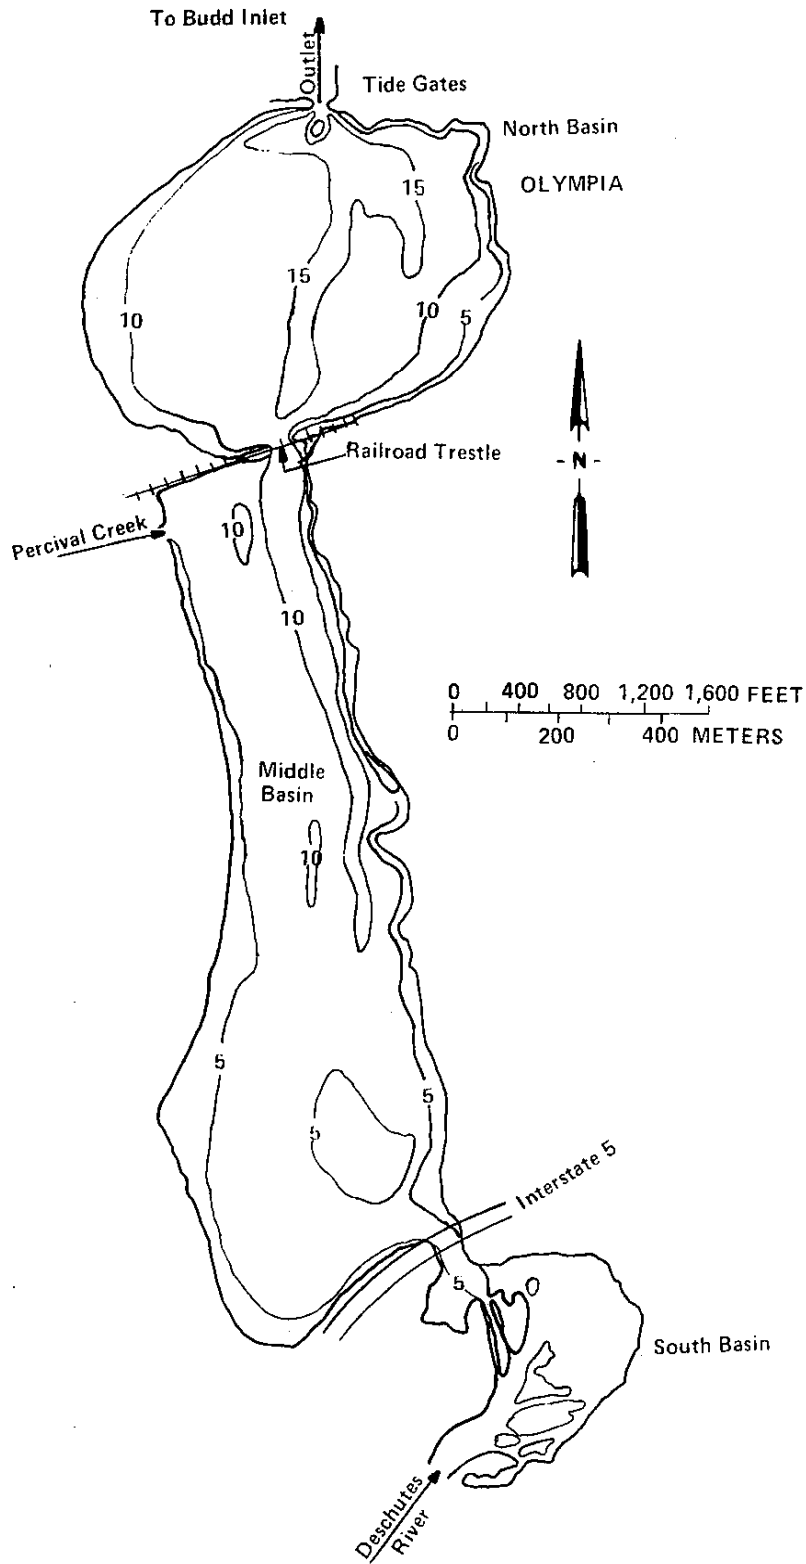 To Budd Inlet
Outlet
Tide Gates
North Basin
OLYMPIA
15
15
10
10
5
Railroad Trestle
- N -
Percival Creek
10
10
0 400 800 1,200 1,600 FEET
0 200 400 METERS
Middle
Basin
10
5
5
5
Interstate 5
5
South Basin
Deschutes
River